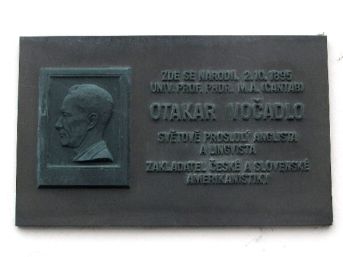 ZDE SE NARODIL 2.10.1895
UNIV. PROF. PHDR. M.A. (CANTAB)
OTAKAR VOČADLO
SVĚTOVĚ PROSLULÝ ANGLISTA
A LINGVISTA
ZAKLADATEL ČESKÉ A SLOVENSKÉ
AMERIKANISTIKY